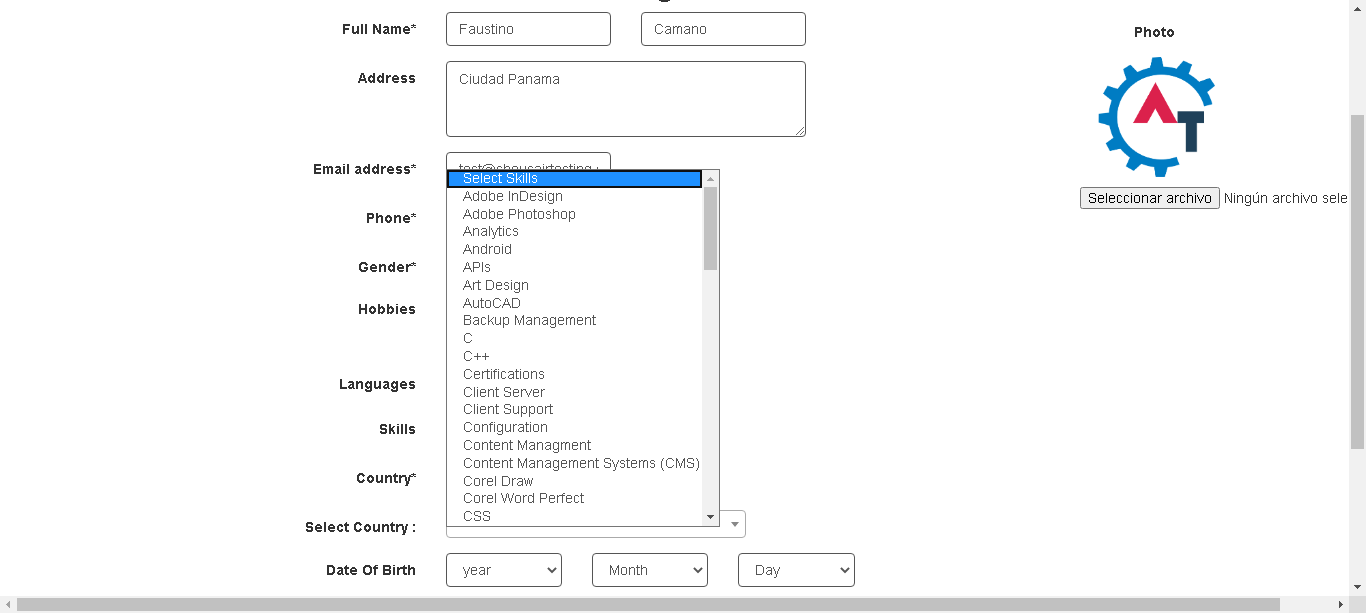 Full Name* Faustino Camano
Photo
Address Ciudad Panama
AT
Email address*
Select Skills
Adobe InDesign
Seleccionar archivo Ningún archivo sele
Adobe Photoshop
Phone*
Analytics
Android
Gender* APIs
Art Design
AutoCAD
Hobbies
Backup Management
C
C++
Certifications
Languages
Client Server
Client Support
Skills Configuration
Content Managment
Content Management Systems (CMS)
Country* Corel Draw
Corel Word Perfect
CSS
Select Country :
Date Of Birth year Month Day